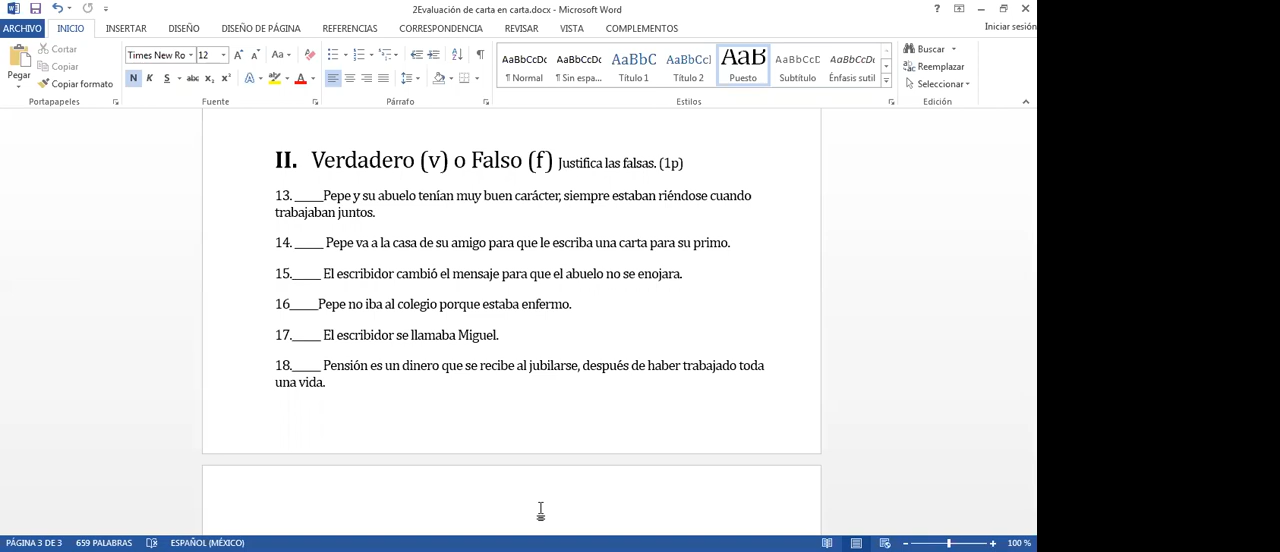 2Evaluación de carta en carta.docx - Microsoft Word
ARCHIVO INICIO INSERTAR DISEÑO DISEÑO DE PÁGINA REFERENCIAS CORRESPONDENCIA REVISAR VISTA COMPLEMENTOS Iniciar sesión
Pegar
Cortar
Copiar
Copiar formato
Portapapeles
Times New Ro 12
N K S abc x₂ x²
Fuente
Párrafo
AaBbCcDc AaBbCcDc AaBbC AaBbCc AaB AaBbCcD AaBbCcDc
¶ Normal ¶ Sin espa... Título 1 Título 2 Puesto Subtítulo Énfasis sutil
Estilos
Buscar
Reemplazar
Seleccionar
Edición
II. Verdadero (v) o Falso (f) Justifica las falsas. (1p)
13. _____Pepe y su abuelo tenían muy buen carácter, siempre estaban riéndose cuando
trabajaban juntos.
14. _____ Pepe va a la casa de su amigo para que le escriba una carta para su primo.
15._____ El escribidor cambió el mensaje para que el abuelo no se enojara.
16_____Pepe no iba al colegio porque estaba enfermo.
17._____ El escribidor se llamaba Miguel.
18._____ Pensión es un dinero que se recibe al jubilarse, después de haber trabajado toda
una vida.
PÁGINA 3 DE 3 659 PALABRAS ESPAÑOL (MÉXICO) 100 %